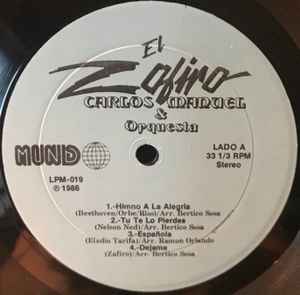 El
Zafiro
CARLOS MANUEL
&
Orquesta
MUNDO
LADO A
33 1/3 RPM
Stereo
LPM-019
℗ 1986
1.-Himno A La Alegria
(Beethoven/Orbe/Rios)/Arr. Bertico Sosa
2.-Tu Te Lo Pierdes
(Nelson Ned)/Arr. Bertico Sosa
3.-Española
(Eladio Tarifa)/Arr. Ramon Orlando
4.-Dejame
(Zafiro)/Arr. Bertico Sosa